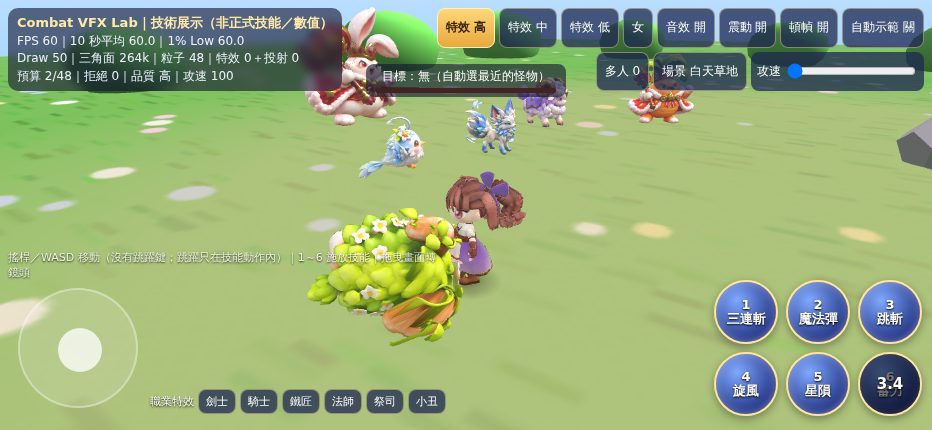 Combat VFX Lab｜技術展示（非正式技能／數值）
FPS 60｜10 秒平均 60.0｜1% Low 60.0
Draw 50｜三角面 264k｜粒子 48｜特效 0＋投射 0
預算 2/48｜拒絕 0｜品質 高｜攻速 100
特效 高
特效 中
特效 低
女
音效 開
震動 開
頓幀 開
自動示範 關
多人 0
場景 白天草地
攻速
目標：無（自動選最近的怪物）
搖桿／WASD 移動（沒有跳躍鍵；跳躍只在技能動作內）｜1～6 施放技能｜拖曳畫面轉
鏡頭
1
三連斬
2
魔法彈
3
跳斬
4
旋風
5
星隕
6
3.4
蓄力
職業特效
劍士
騎士
鐵匠
法師
祭司
小丑